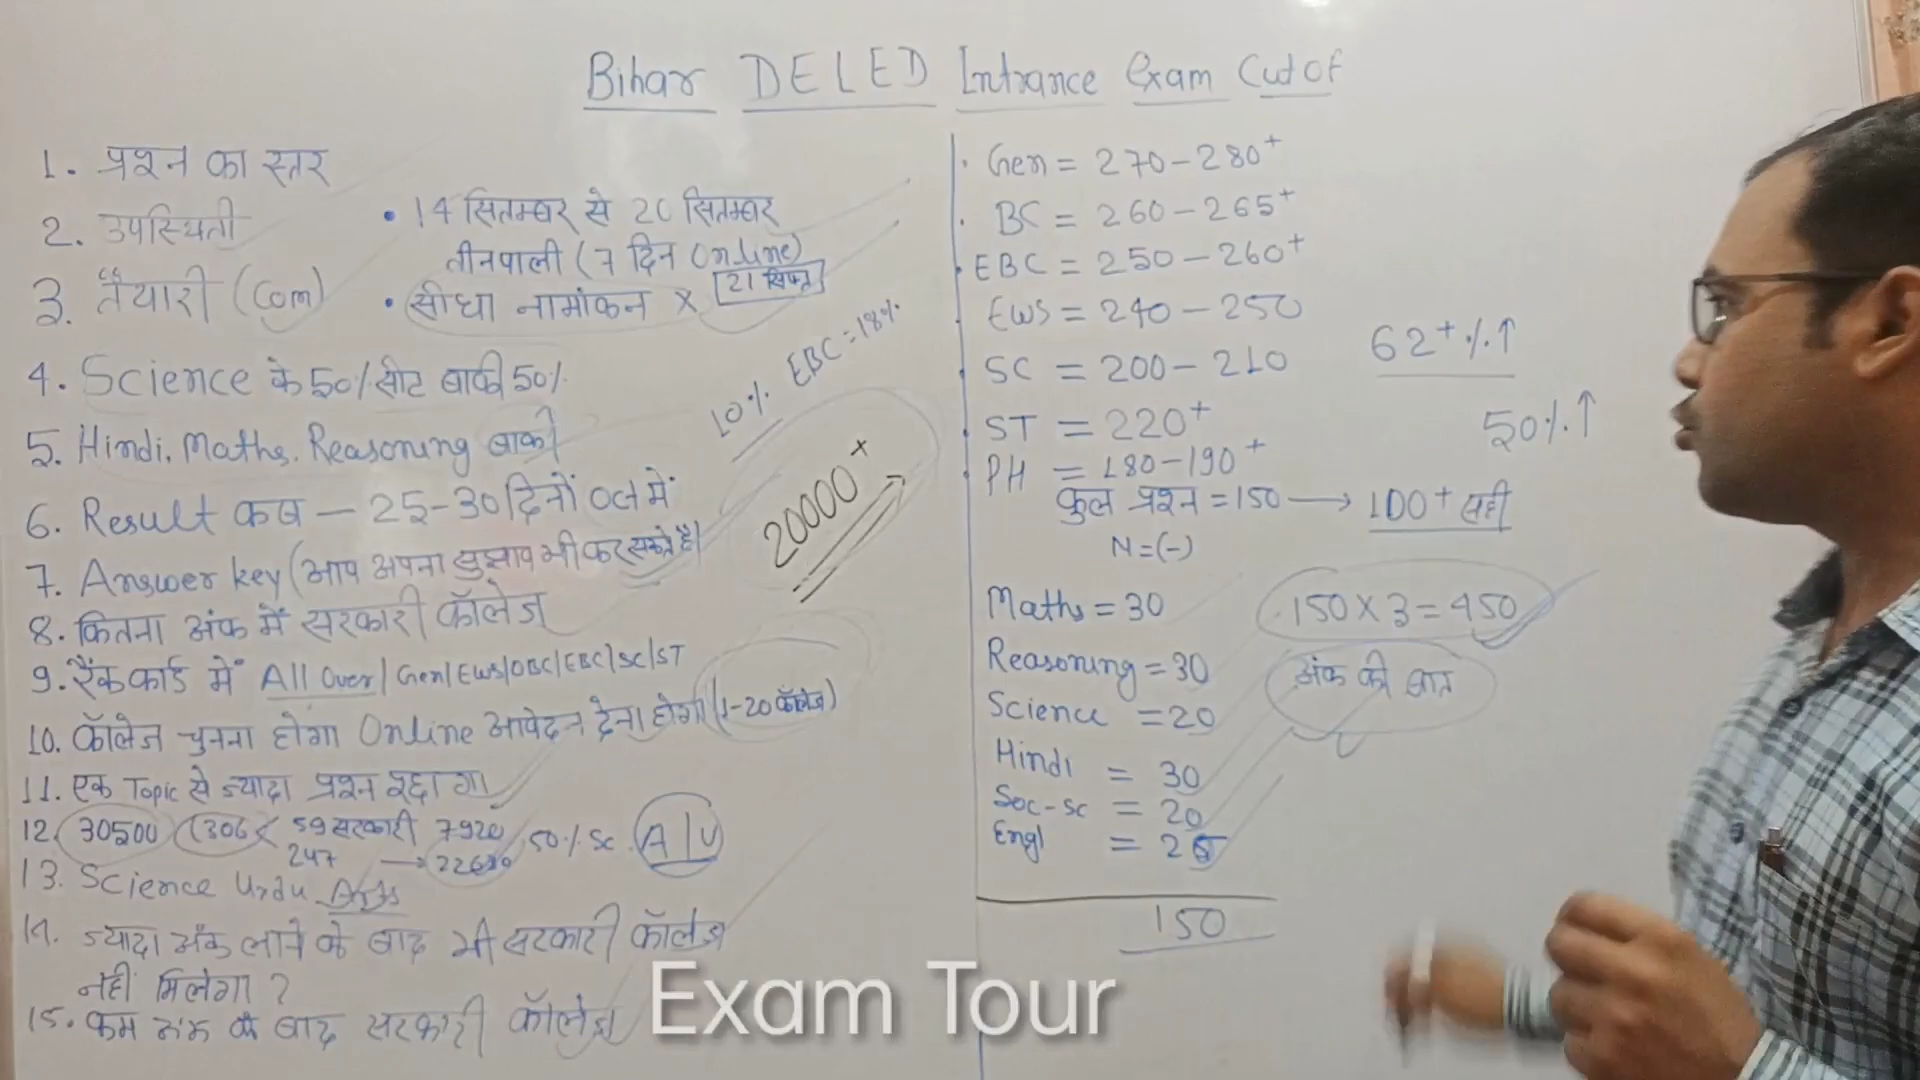 Bihar DELED Intrance Exam Cut Of
1. प्रश्न का स्तर
2. उपस्थिती
3. तैयारी (Com)
• 14 सितम्बर से 20 सितम्बर
तीनपाली (7 दिन Online)
• सीधा नामांकन × 21 सित०
4. Science के 50% सीट बाकी 50%
10% EBC = 18%
5. Hindi, Maths, Reasoning बाकी
6. Result कब — 25-30 दिनों Oct में
20000+
7. Answer key (आप अपना सुझाव भी कर सकते है।
8. कितना अंक में सरकारी कॉलेज
9. रैंक कार्ड में All Over/Gen/EWS/OBC/EBC/SC/ST
10. कॉलेज चुनना होगा Online आवेदन देना होगा (1-20 कॉलेज)
11. एक Topic से ज्यादा प्रश्न
12. 30500 (306 < 59 सरकारी 7920 50% Sc A/U
247 →
13. Science Urdu Arts
14. ज्यादा अंक लाने के बाद भी सरकारी कॉलेज
नहीं मिलेगा ?
15. कम अंक के बाद सरकारी कॉलेज
• Gen = 270-280+
• BC = 260-265+
• EBC = 250-260+
EWS = 240-250
SC = 200-210
ST = 220+
PH = 180-190+
62+%↑
50%↑
कुल प्रश्न = 150 → 100+ सही
N=(-)
Maths = 30
150 X 3 = 450
Reasoning = 30
अंक की बात
Science = 20
Hindi = 30
Soc-sc = 20
Engl = 20
150
Exam Tour